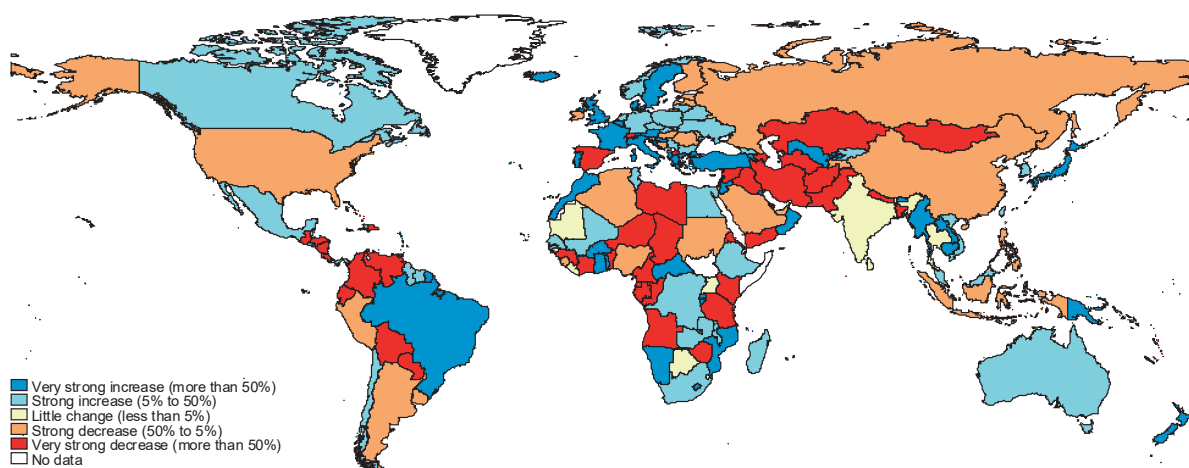 Very strong increase (more than 50%)
Strong increase (5% to 50%)
Little change (less than 5%)
Strong decrease (50% to 5%)
Very strong decrease (more than 50%)
No data